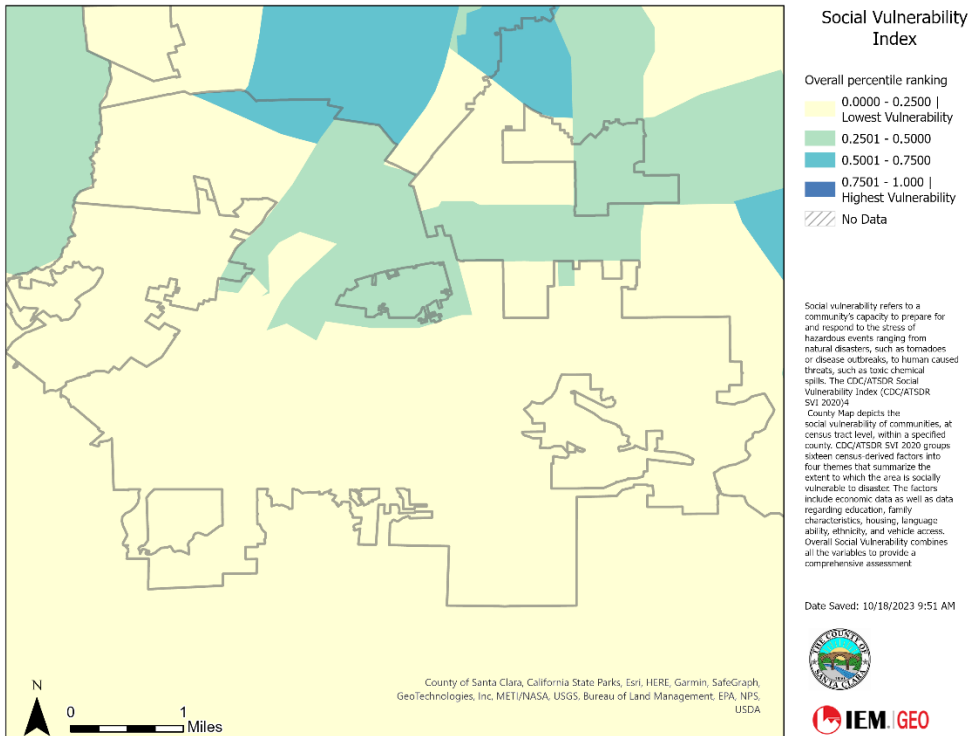 Social Vulnerability
Index
Overall percentile ranking
0.0000 - 0.2500 |
Lowest Vulnerability
0.2501 - 0.5000
0.5001 - 0.7500
0.7501 - 1.000 |
Highest Vulnerability
No Data
Social vulnerability refers to a
community's capacity to prepare for
and respond to the stress of
hazardous events ranging from
natural disasters, such as tornadoes
or disease outbreaks, to human caused
threats, such as toxic chemical
spills. The CDC/ATSDR Social
Vulnerability Index (CDC/ATSDR
SVI 2020)4
County Map depicts the
social vulnerability of communities, at
census tract level, within a specified
county. CDC/ATSDR SVI 2020 groups
sixteen census-derived factors into
four themes that summarize the
extent to which the area is socially
vulnerable to disaster. The factors
include economic data as well as data
regarding education, family
characteristics, housing, language
ability, ethnicity, and vehicle access.
Overall Social Vulnerability combines
all the variables to provide a
comprehensive assessment
Date Saved: 10/18/2023 9:51 AM
THE COUNTY OF
SANTA CLARA
IEM | GEO
County of Santa Clara, California State Parks, Esri, HERE, Garmin, SafeGraph,
GeoTechnologies, Inc, METI/NASA, USGS, Bureau of Land Management, EPA, NPS,
USDA
N
0 1
Miles